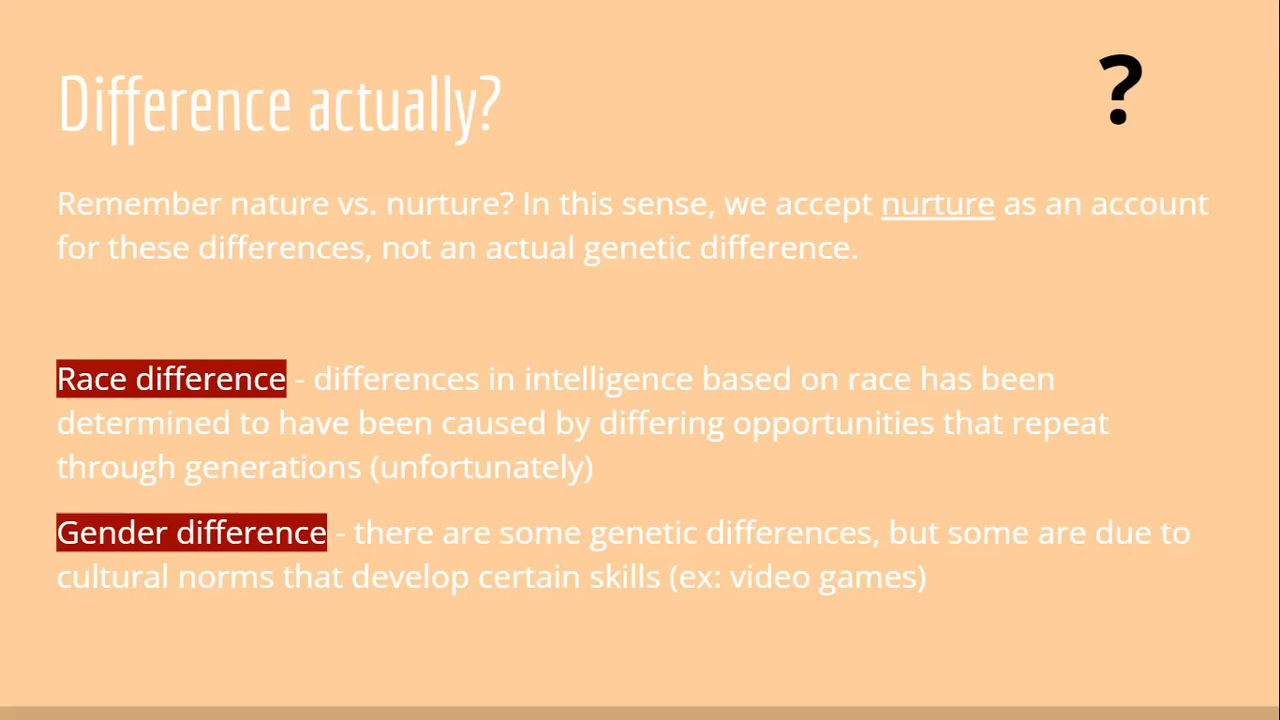 Difference actually?
?
Remember nature vs. nurture? In this sense, we accept nurture as an account
for these differences, not an actual genetic difference.
Race difference - differences in intelligence based on race has been
determined to have been caused by differing opportunities that repeat
through generations (unfortunately)
Gender difference - there are some genetic differences, but some are due to
cultural norms that develop certain skills (ex: video games)